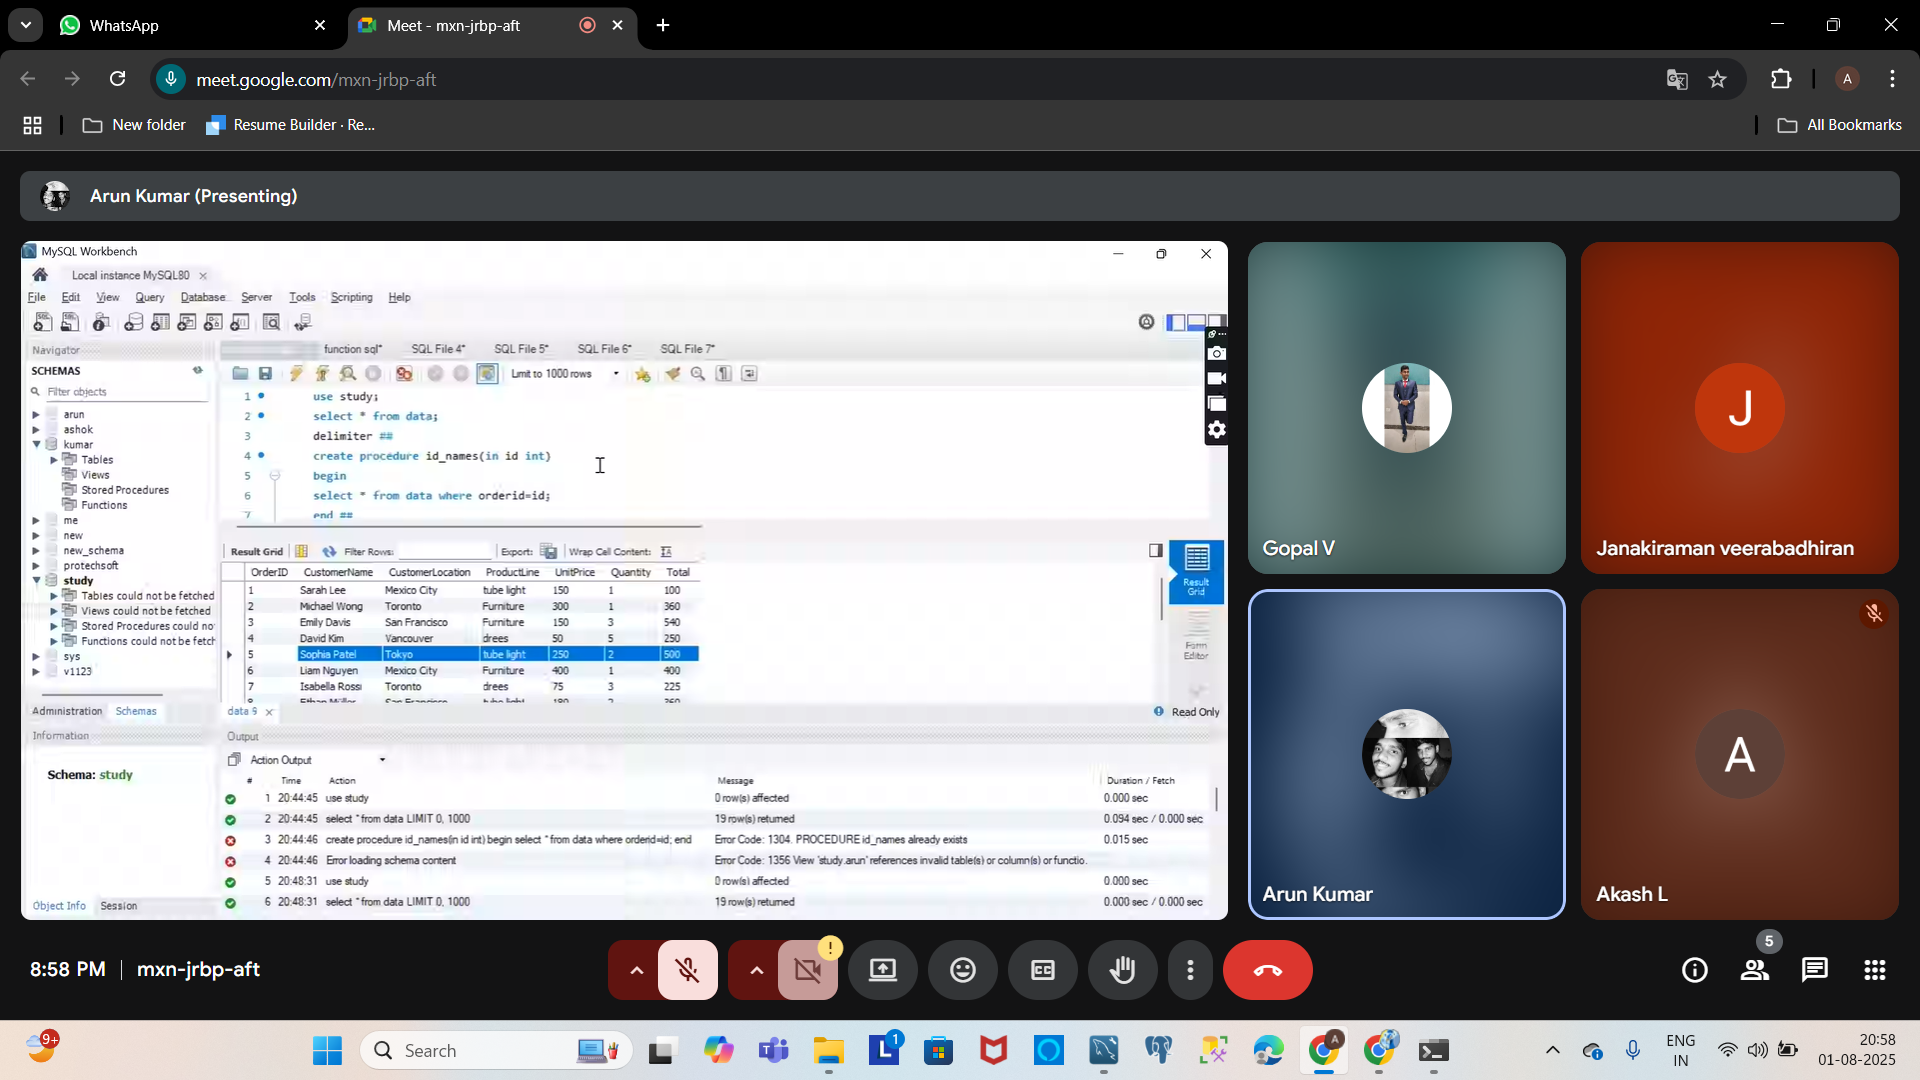 WhatsApp
Meet - mxn-jrbp-aft
meet.google.com/mxn-jrbp-aft
A
New folder
Resume Builder · Re...
All Bookmarks
Arun Kumar (Presenting)
MySQL Workbench
Local instance MySQL80
File Edit View Query Database Server Tools Scripting Help
Navigator
function sql* SQL File 4* SQL File 5* SQL File 6* SQL File 7*
SCHEMAS
Filter objects
Limit to 1000 rows
arun
ashok
kumar
Tables
Views
Stored Procedures
Functions
me
new
new_schema
protechsoft
study
Tables could not be fetched
Views could not be fetched
Stored Procedures could no
Functions could not be fetch
sys
v1123
Administration Schemas
Information
Schema: study
Object Info Session
1 use study;
2 select * from data;
3 delimiter ##
4 create procedure id_names(in id int)
5 begin
6 select * from data where orderid=id;
7 end ##
Result Grid Filter Rows: Export: Wrap Cell Content:
OrderID CustomerName CustomerLocation ProductLine UnitPrice Quantity Total
1 Sarah Lee Mexico City tube light 150 1 100
2 Michael Wong Toronto Furniture 300 1 360
3 Emily Davis San Francisco Furniture 150 3 540
4 David Kim Vancouver drees 50 5 250
5 Sophia Patel Tokyo tube light 250 2 500
6 Liam Nguyen Mexico City Furniture 400 1 400
7 Isabella Rossi Toronto drees 75 3 225
8 Ethan Müller San Francisco tube light 180 2 360
Result Grid
Form Editor
data 9
Read Only
Output
Action Output
# Time Action Message Duration / Fetch
1 20:44:45 use study 0 row(s) affected 0.000 sec
2 20:44:45 select * from data LIMIT 0, 1000 19 row(s) returned 0.094 sec / 0.000 sec
3 20:44:46 create procedure id_names(in id int) begin select * from data where orderid=id; end Error Code: 1304. PROCEDURE id_names already exists 0.015 sec
4 20:44:46 Error loading schema content Error Code: 1356 View 'study.arun' references invalid table(s) or column(s) or functio...
5 20:48:31 use study 0 row(s) affected 0.000 sec
6 20:48:31 select * from data LIMIT 0, 1000 19 row(s) returned 0.000 sec / 0.000 sec
Gopal V
J
Janakiraman veerabadhiran
Arun Kumar
A
Akash L
8:58 PM mxn-jrbp-aft
5
9+
Search
1
ENG
IN
20:58
01-08-2025